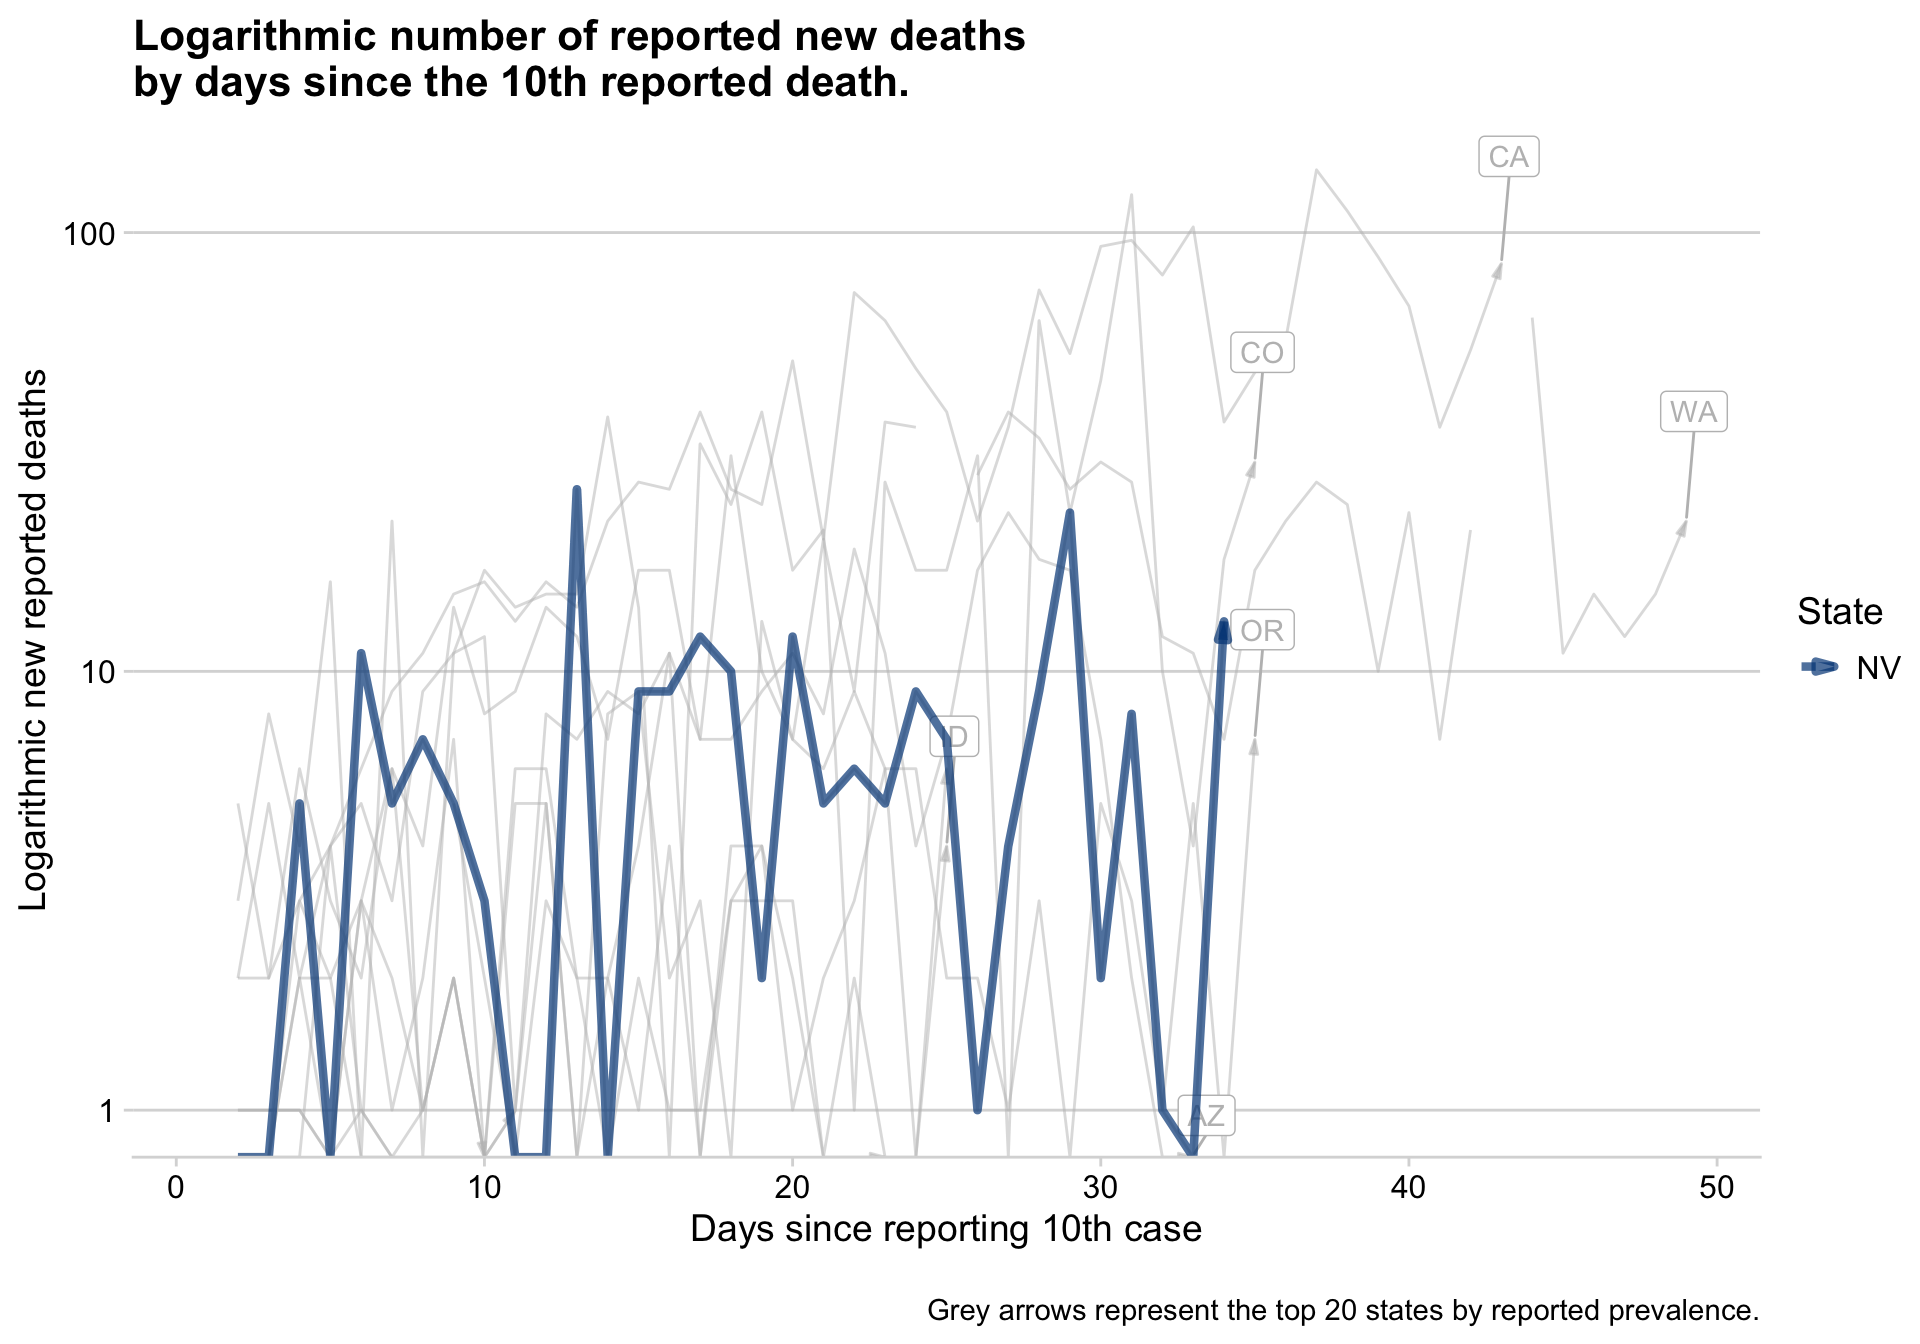 Logarithmic number of reported new deaths
by days since the 10th reported death.
CA
100
CO
WA
Logarithmic new reported deaths
State
NV
OR
10
D
AZ
1
0 10 20 30 40 50
Days since reporting 10th case
Grey arrows represent the top 20 states by reported prevalence.